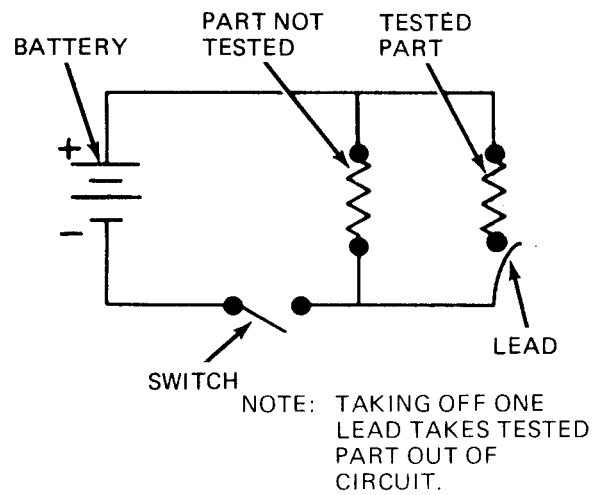 PART NOT
TESTED
TESTED
PART
BATTERY
+
−
LEAD
SWITCH
NOTE: TAKING OFF ONE
LEAD TAKES TESTED
PART OUT OF
CIRCUIT.